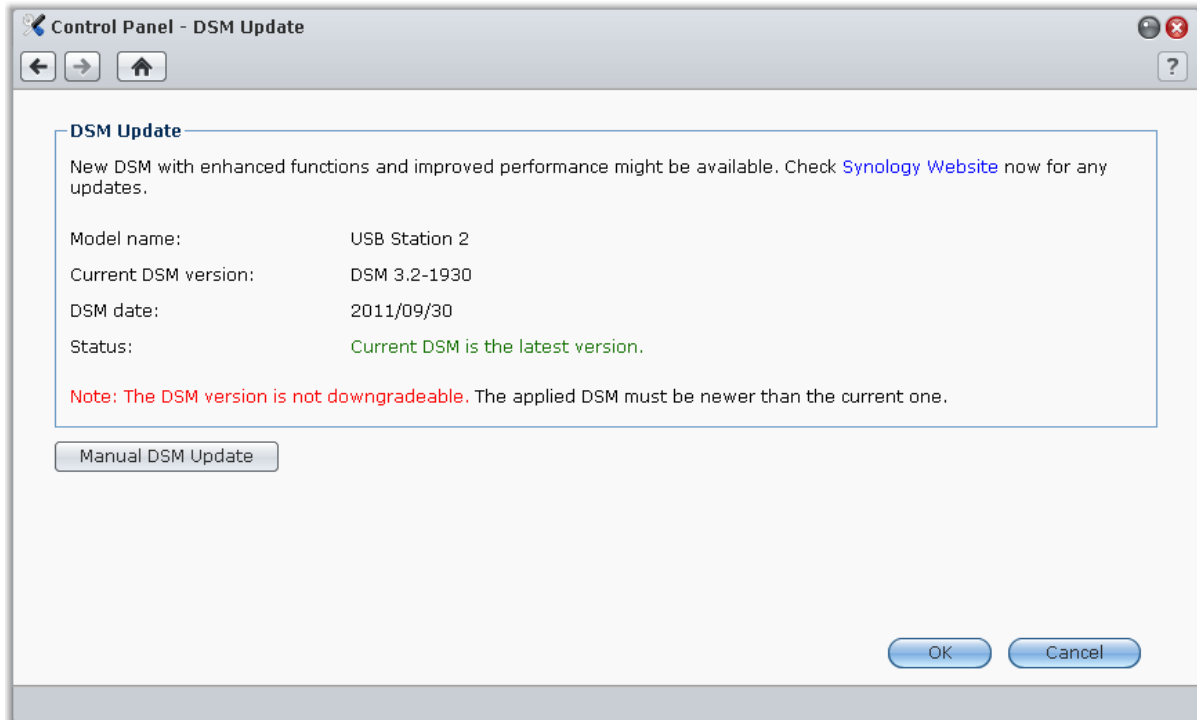 Control Panel - DSM Update
?
DSM Update
New DSM with enhanced functions and improved performance might be available. Check Synology Website now for any
updates.
Model name: USB Station 2
Current DSM version: DSM 3.2-1930
DSM date: 2011/09/30
Status: Current DSM is the latest version.
Note: The DSM version is not downgradeable. The applied DSM must be newer than the current one.
Manual DSM Update
OK Cancel